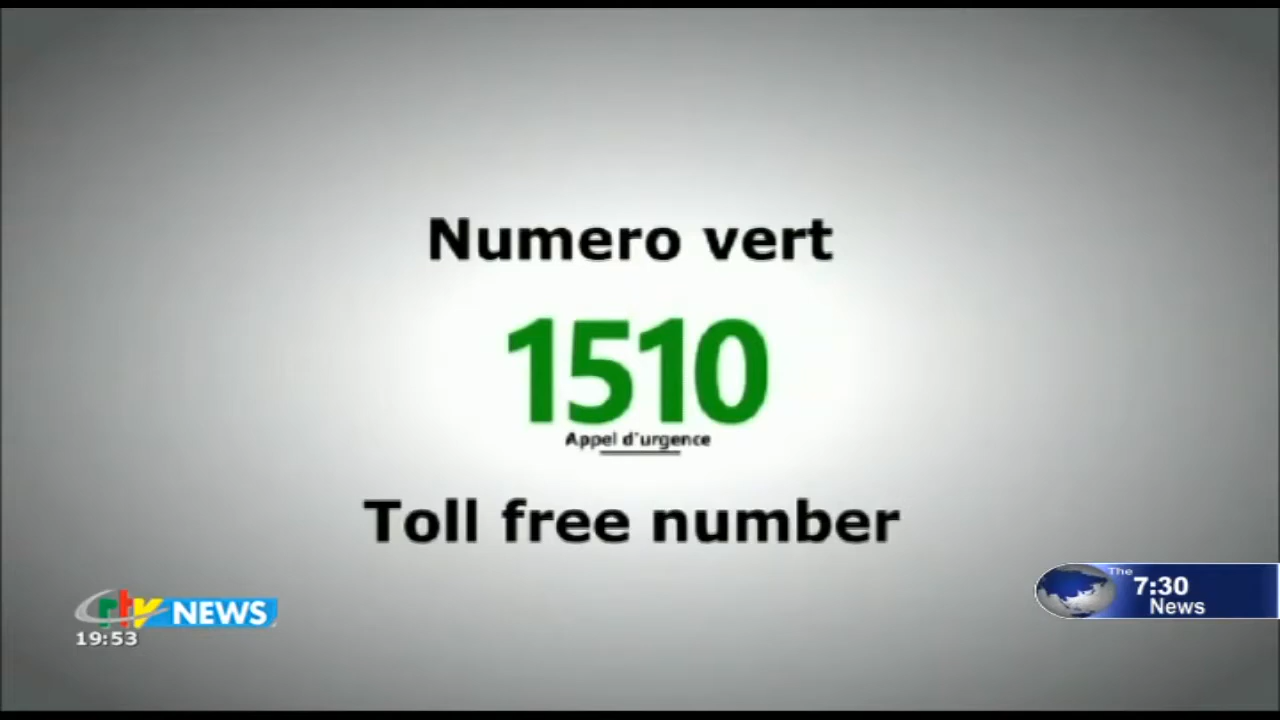 Numero vert
1510
Appel d'urgence
Toll free number
crtv NEWS
19:53
The
7:30
News